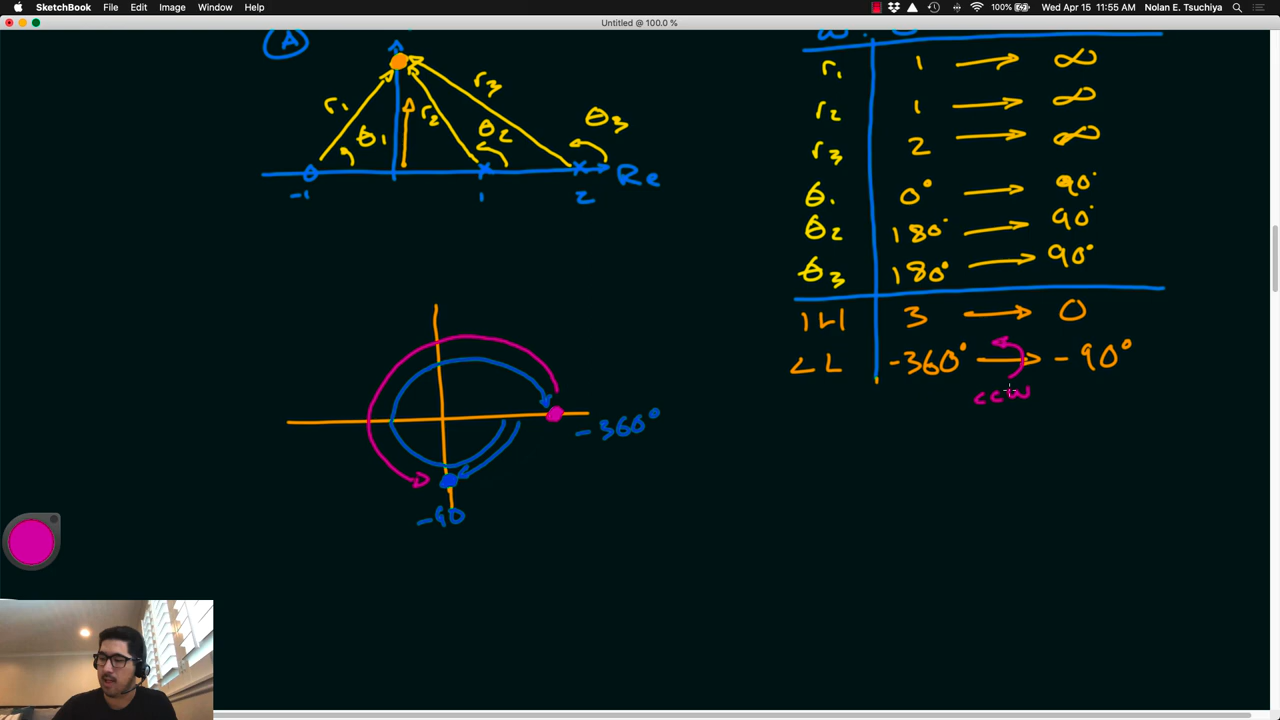 SketchBook File Edit Image Window Help 100% Wed Apr 15 11:55 AM Nolan E. Tsuchiya
Untitled @ 100.0 %
A
r1 r2 r3
θ1 θ2 θ3
-1 1 2 Re
r1 1 → ∞
r2 1 → ∞
r3 2 → ∞
θ1 0° → 90°
θ2 180° → 90°
θ3 180° → 90°
|L| 3 → 0
∠L -360° → -90°
ccw
-360°
-90